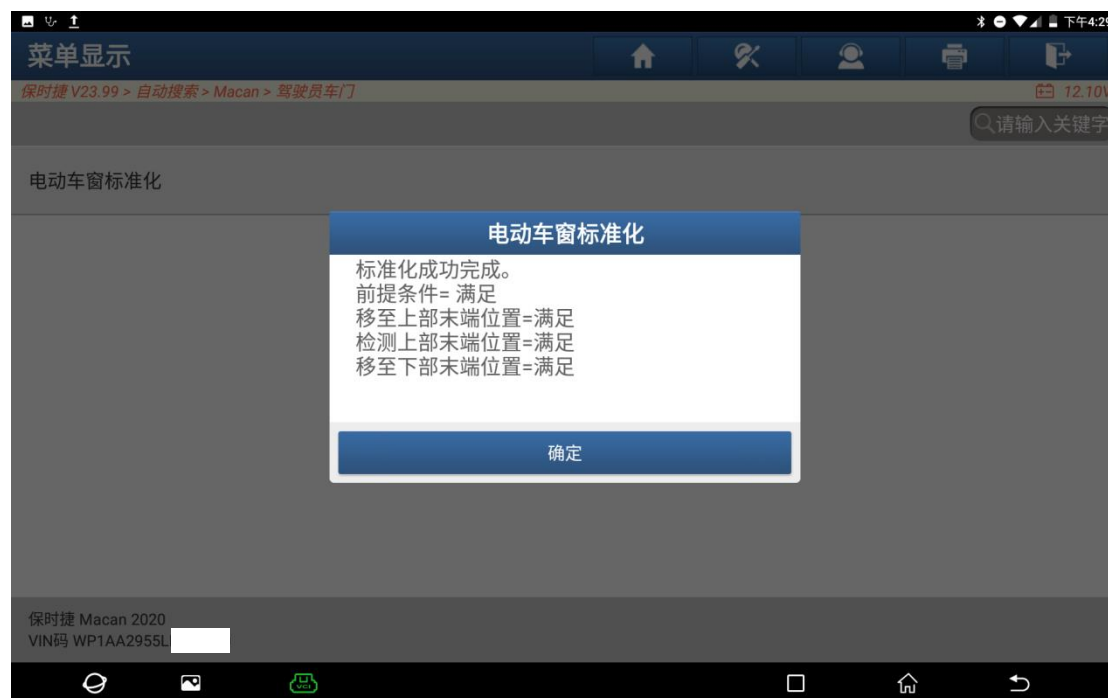 下午4:29
菜单显示
保时捷 V23.99 > 自动搜索 > Macan > 驾驶员车门
12.10V
请输入关键字
电动车窗标准化
电动车窗标准化
标准化成功完成。
前提条件= 满足
移至上部末端位置=满足
检测上部末端位置=满足
移至下部末端位置=满足
确定
保时捷 Macan 2020
VIN码 WP1AA2955L
VCI